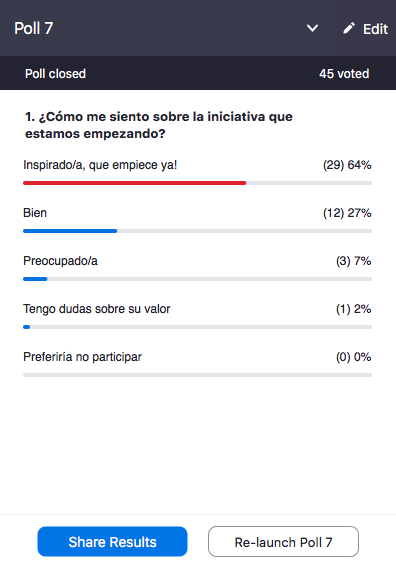 Poll 7
Edit
Poll closed
45 voted
1. ¿Cómo me siento sobre la iniciativa que
estamos empezando?
Inspirado/a, que empiece ya!
(29) 64%
Bien
(12) 27%
Preocupado/a
(3) 7%
Tengo dudas sobre su valor
(1) 2%
Preferiría no participar
(0) 0%
Share Results
Re-launch Poll 7